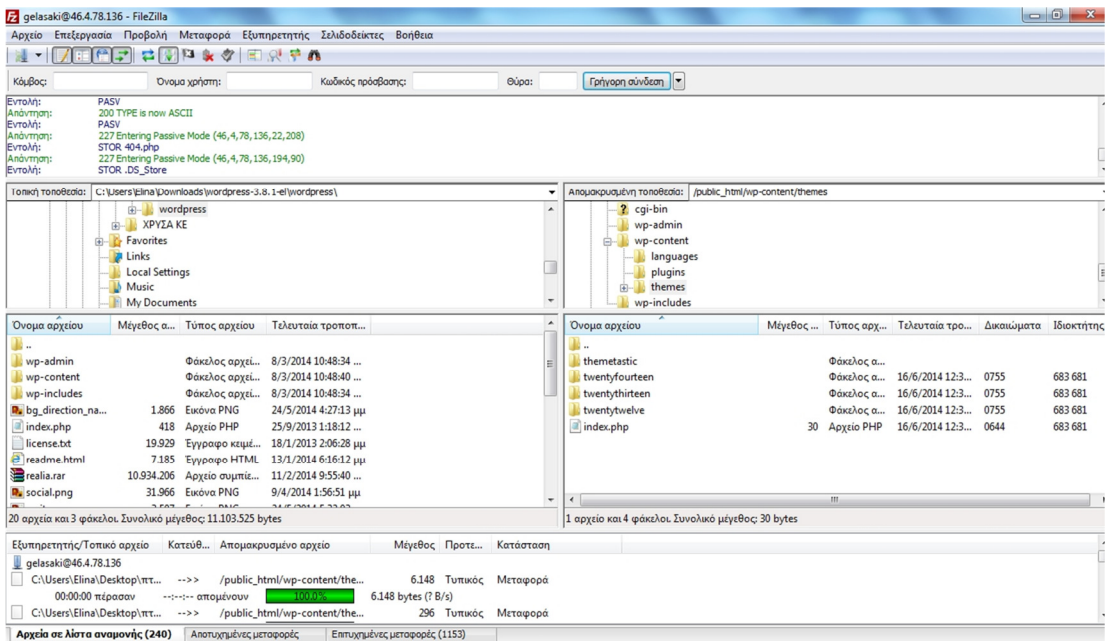 gelasaki@46.4.78.136 - FileZilla
Αρχείο Επεξεργασία Προβολή Μεταφορά Εξυπηρετητής Σελιδοδείκτες Βοήθεια
Κόμβος: Όνομα χρήστη: Κωδικός πρόσβασης: Θύρα: Γρήγορη σύνδεση
Εντολή: PASV
Απάντηση: 200 TYPE is now ASCII
Εντολή: PASV
Απάντηση: 227 Entering Passive Mode (46,4,78,136,22,208)
Εντολή: STOR 404.php
Απάντηση: 227 Entering Passive Mode (46,4,78,136,194,90)
Εντολή: STOR .DS_Store
Τοπική τοποθεσία: C:\Users\Elina\Downloads\wordpress-3.8.1-el\wordpress\
wordpress
ΧΡΥΣΑ ΚΕ
Favorites
Links
Local Settings
Music
My Documents
Απομακρυσμένη τοποθεσία: /public_html/wp-content/themes
cgi-bin
wp-admin
wp-content
languages
plugins
themes
wp-includes
Όνομα αρχείου Μέγεθος α... Τύπος αρχείου Τελευταία τροποπ...
..
wp-admin Φάκελος αρχεί... 8/3/2014 10:48:34 ...
wp-content Φάκελος αρχεί... 8/3/2014 10:48:40 ...
wp-includes Φάκελος αρχεί... 8/3/2014 10:48:34 ...
bg_direction_na... 1.866 Εικόνα PNG 24/5/2014 4:27:13 μμ
index.php 418 Αρχείο PHP 25/9/2013 1:18:12 ...
license.txt 19.929 Έγγραφο κειμέ... 18/1/2013 2:06:28 μμ
readme.html 7.185 Έγγραφο HTML 13/1/2014 6:16:12 μμ
realia.rar 10.934.206 Αρχείο συμπίε... 11/2/2014 9:55:40 ...
social.png 31.966 Εικόνα PNG 9/4/2014 1:56:51 μμ
20 αρχεία και 3 φάκελοι. Συνολικό μέγεθος: 11.103.525 bytes
Όνομα αρχείου Μέγεθος ... Τύπος αρχ... Τελευταία τρο... Δικαιώματα Ιδιοκτήτης
..
themetastic Φάκελος α...
twentyfourteen Φάκελος α... 16/6/2014 12:3... 0755 683 681
twentythirteen Φάκελος α... 16/6/2014 12:3... 0755 683 681
twentytwelve Φάκελος α... 16/6/2014 12:3... 0755 683 681
index.php 30 Αρχείο PHP 16/6/2014 12:3... 0644 683 681
1 αρχείο και 4 φάκελοι. Συνολικό μέγεθος: 30 bytes
Εξυπηρετητής/Τοπικό αρχείο Κατεύθ... Απομακρυσμένο αρχείο Μέγεθος Προτε... Κατάσταση
gelasaki@46.4.78.136
C:\Users\Elina\Desktop\πτ... -->> /public_html/wp-content/the... 6.148 Τυπικός Μεταφορά
00:00:00 πέρασαν --:--:-- απομένουν 100.0% 6.148 bytes (? B/s)
C:\Users\Elina\Desktop\πτ... -->> /public_html/wp-content/the... 296 Τυπικός Μεταφορά
Αρχεία σε λίστα αναμονής (240) Αποτυχημένες μεταφορές Επιτυχημένες μεταφορές (1153)